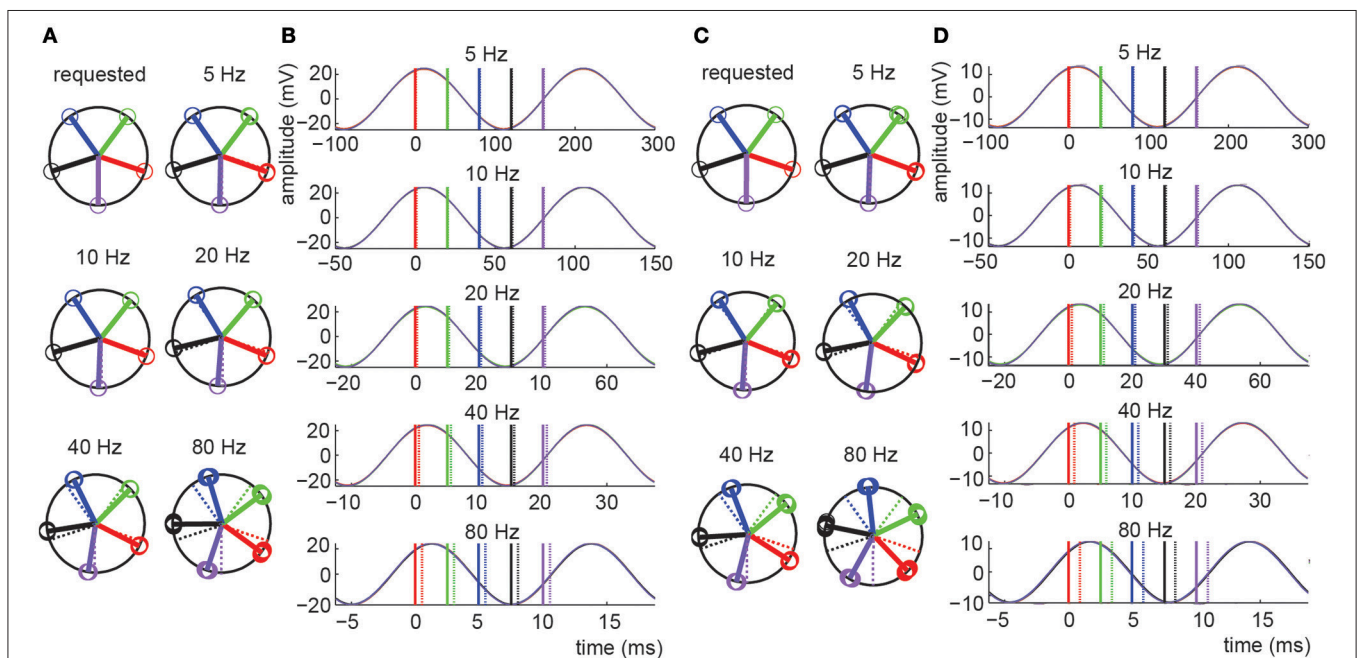 A
requested
5 Hz
10 Hz
20 Hz
40 Hz
80 Hz
B
amplitude (mV)
5 Hz
20
0
−20
−100 0 100 200 300
10 Hz
20
0
−20
−50 0 50 100 150
20 Hz
20
0
−20
−20 0 20 10 60
40 Hz
20
0
−20
−10 0 10 20 30
80 Hz
20
0
−20
−5 0 5 10 15
time (ms)
C
requested
5 Hz
10 Hz
20 Hz
40 Hz
80 Hz
D
amplitude (mV)
5 Hz
10
0
−10
−100 0 100 200 300
10 Hz
10
0
−10
−50 0 50 100 150
20 Hz
10
0
−10
−20 0 20 40 60
40 Hz
10
0
−10
−10 0 10 20 30
80 Hz
10
0
−10
−5 0 5 10 15
time (ms)